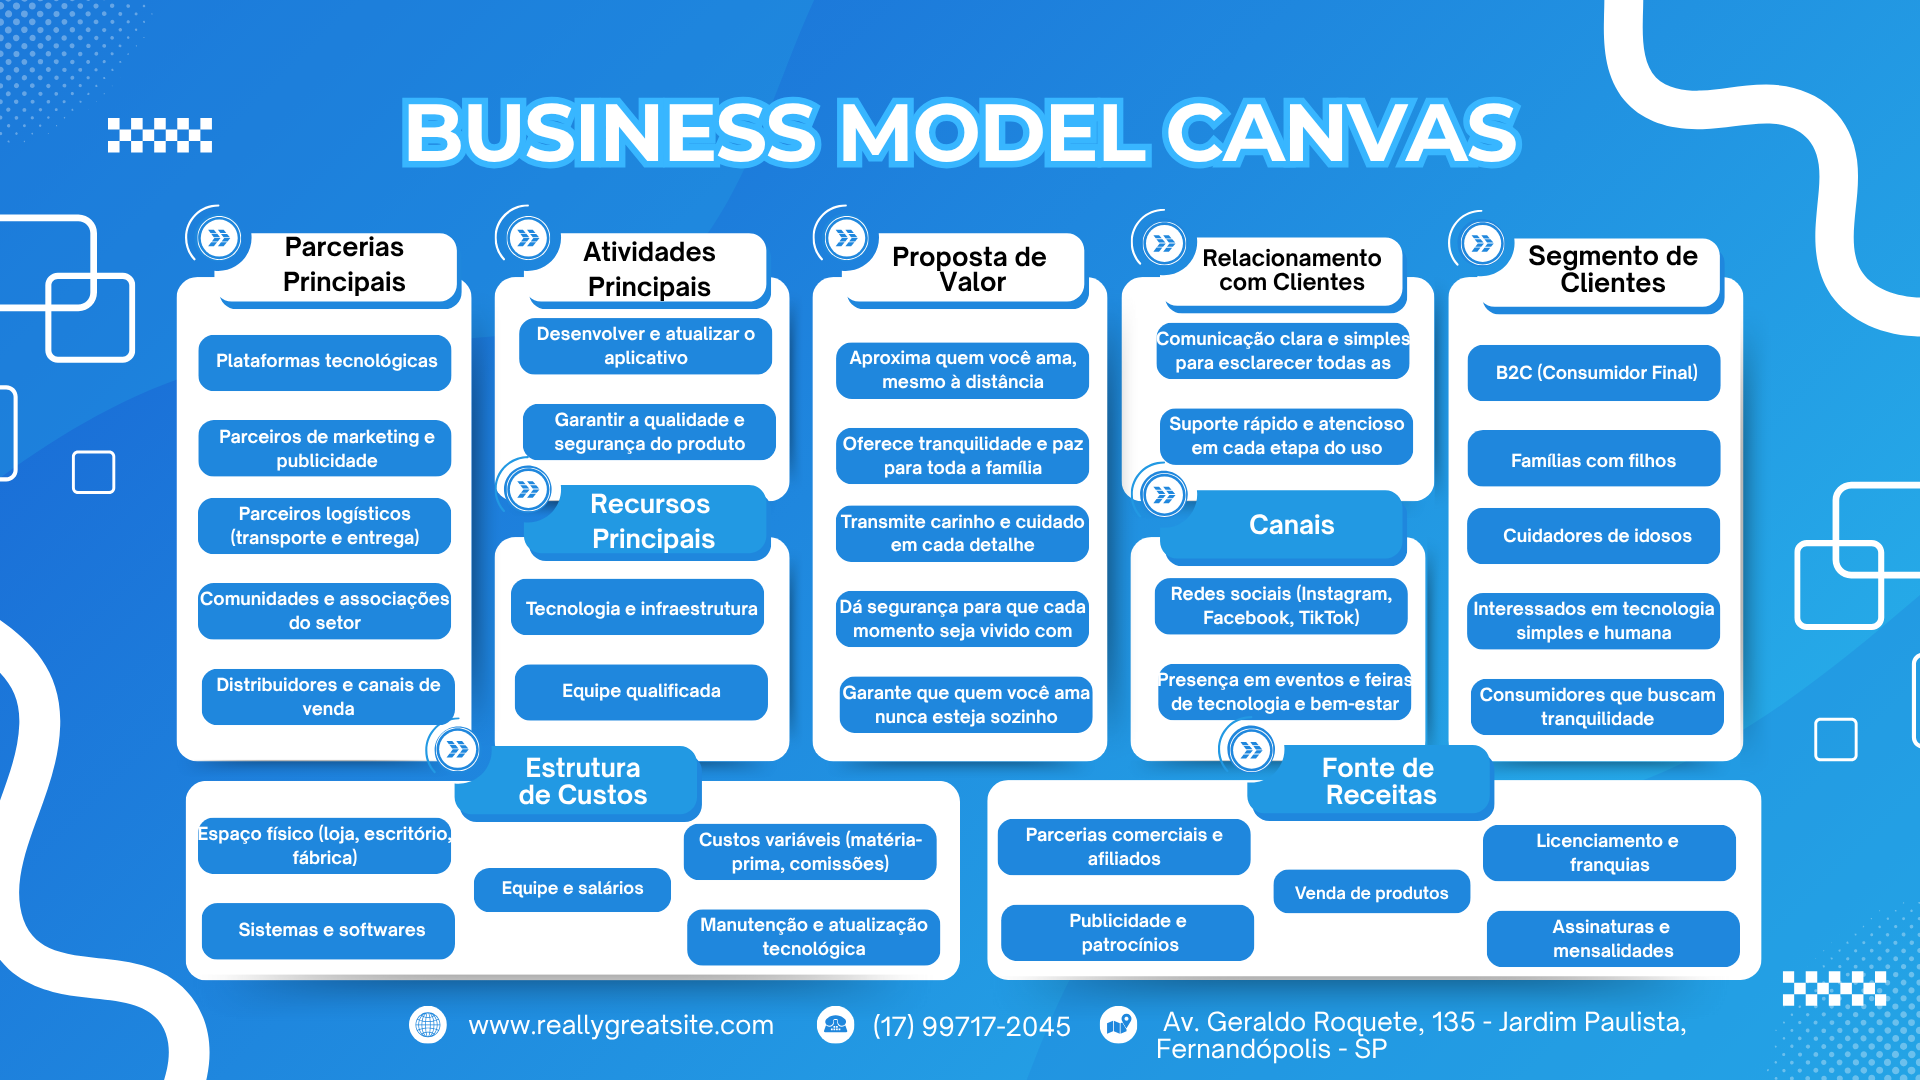 BUSINESS MODEL CANVAS
Parcerias
Principais
Plataformas tecnológicas
Parceiros de marketing e
publicidade
Parceiros logísticos
(transporte e entrega)
Comunidades e associações
do setor
Distribuidores e canais de
venda
Atividades
Principais
Desenvolver e atualizar o
aplicativo
Garantir a qualidade e
segurança do produto
Recursos
Principais
Tecnologia e infraestrutura
Equipe qualificada
Proposta de
Valor
Aproxima quem você ama,
mesmo à distância
Oferece tranquilidade e paz
para toda a família
Transmite carinho e cuidado
em cada detalhe
Dá segurança para que cada
momento seja vivido com
Garante que quem você ama
nunca esteja sozinho
Relacionamento
com Clientes
Comunicação clara e simples
para esclarecer todas as
Suporte rápido e atencioso
em cada etapa do uso
Canais
Redes sociais (Instagram,
Facebook, TikTok)
Presença em eventos e feiras
de tecnologia e bem-estar
Segmento de
Clientes
B2C (Consumidor Final)
Famílias com filhos
Cuidadores de idosos
Interessados em tecnologia
simples e humana
Consumidores que buscam
tranquilidade
Estrutura
de Custos
Espaço físico (loja, escritório,
fábrica)
Sistemas e softwares
Equipe e salários
Custos variáveis (matéria-
prima, comissões)
Manutenção e atualização
tecnológica
Fonte de
Receitas
Parcerias comerciais e
afiliados
Publicidade e
patrocínios
Venda de produtos
Licenciamento e
franquias
Assinaturas e
mensalidades
www.reallygreatsite.com
(17) 99717-2045
Av. Geraldo Roquete, 135 - Jardim Paulista,
Fernandópolis - SP